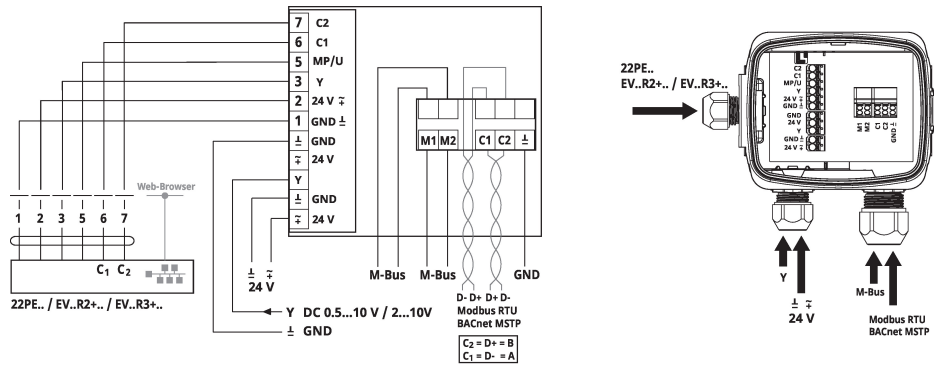 7 C2
6 C1
5 MP/U
3 Y
2 24 V
1 GND
GND
24 V
Y
GND
24 V
M1 M2 C1 C2
Web-Browser
1 2 3 5 6 7
C1 C2
22PE.. / EV..R2+.. / EV..R3+..
24 V
M-Bus M-Bus GND
D- D+ D+ D-
Modbus RTU
BACnet MSTP
Y DC 0.5...10 V / 2...10V
GND
C2 = D+ = B
C1 = D- = A
22PE..
EV..R2+.. / EV..R3+..
C2
C1
MP/U
Y
24 V
GND
GND
24 V
Y
GND
24 V
M1
M2
C1
C2
GND
Y
24 V
M-Bus
Modbus RTU
BACnet MSTP